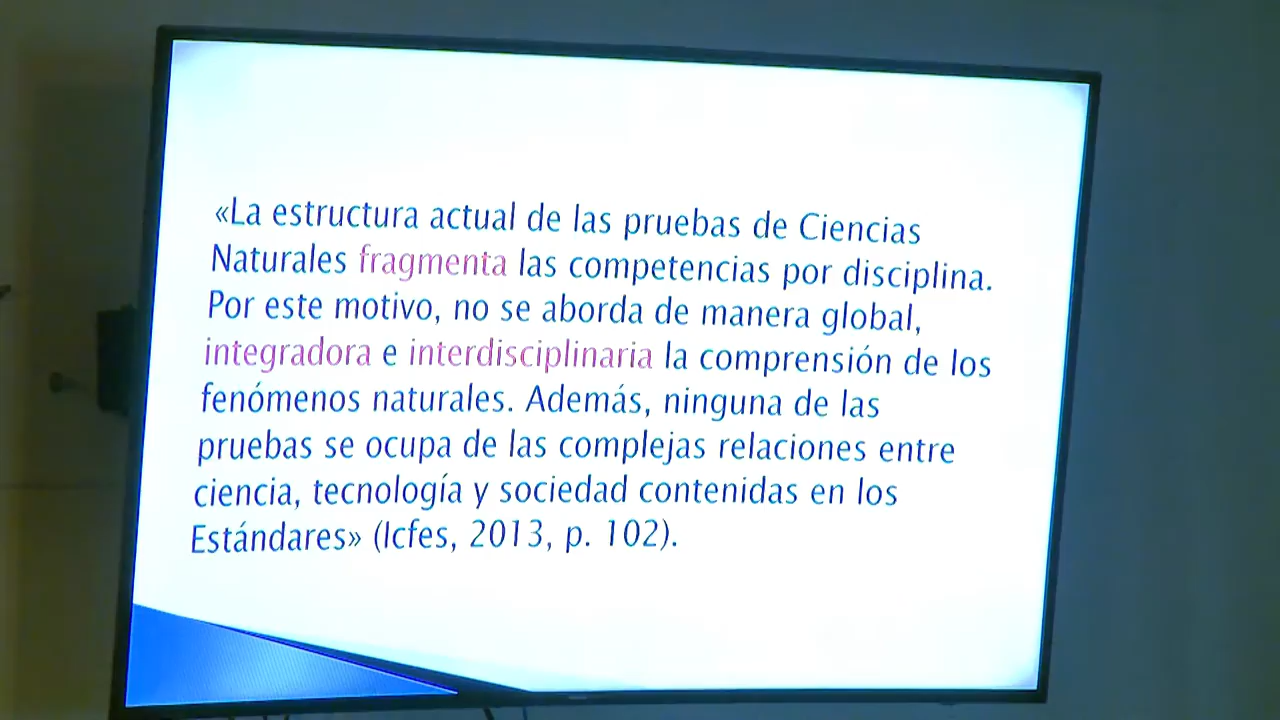 «La estructura actual de las pruebas de Ciencias
Naturales fragmenta las competencias por disciplina.
Por este motivo, no se aborda de manera global,
integradora e interdisciplinaria la comprensión de los
fenómenos naturales. Además, ninguna de las
pruebas se ocupa de las complejas relaciones entre
ciencia, tecnología y sociedad contenidas en los
Estándares» (Icfes, 2013, p. 102).